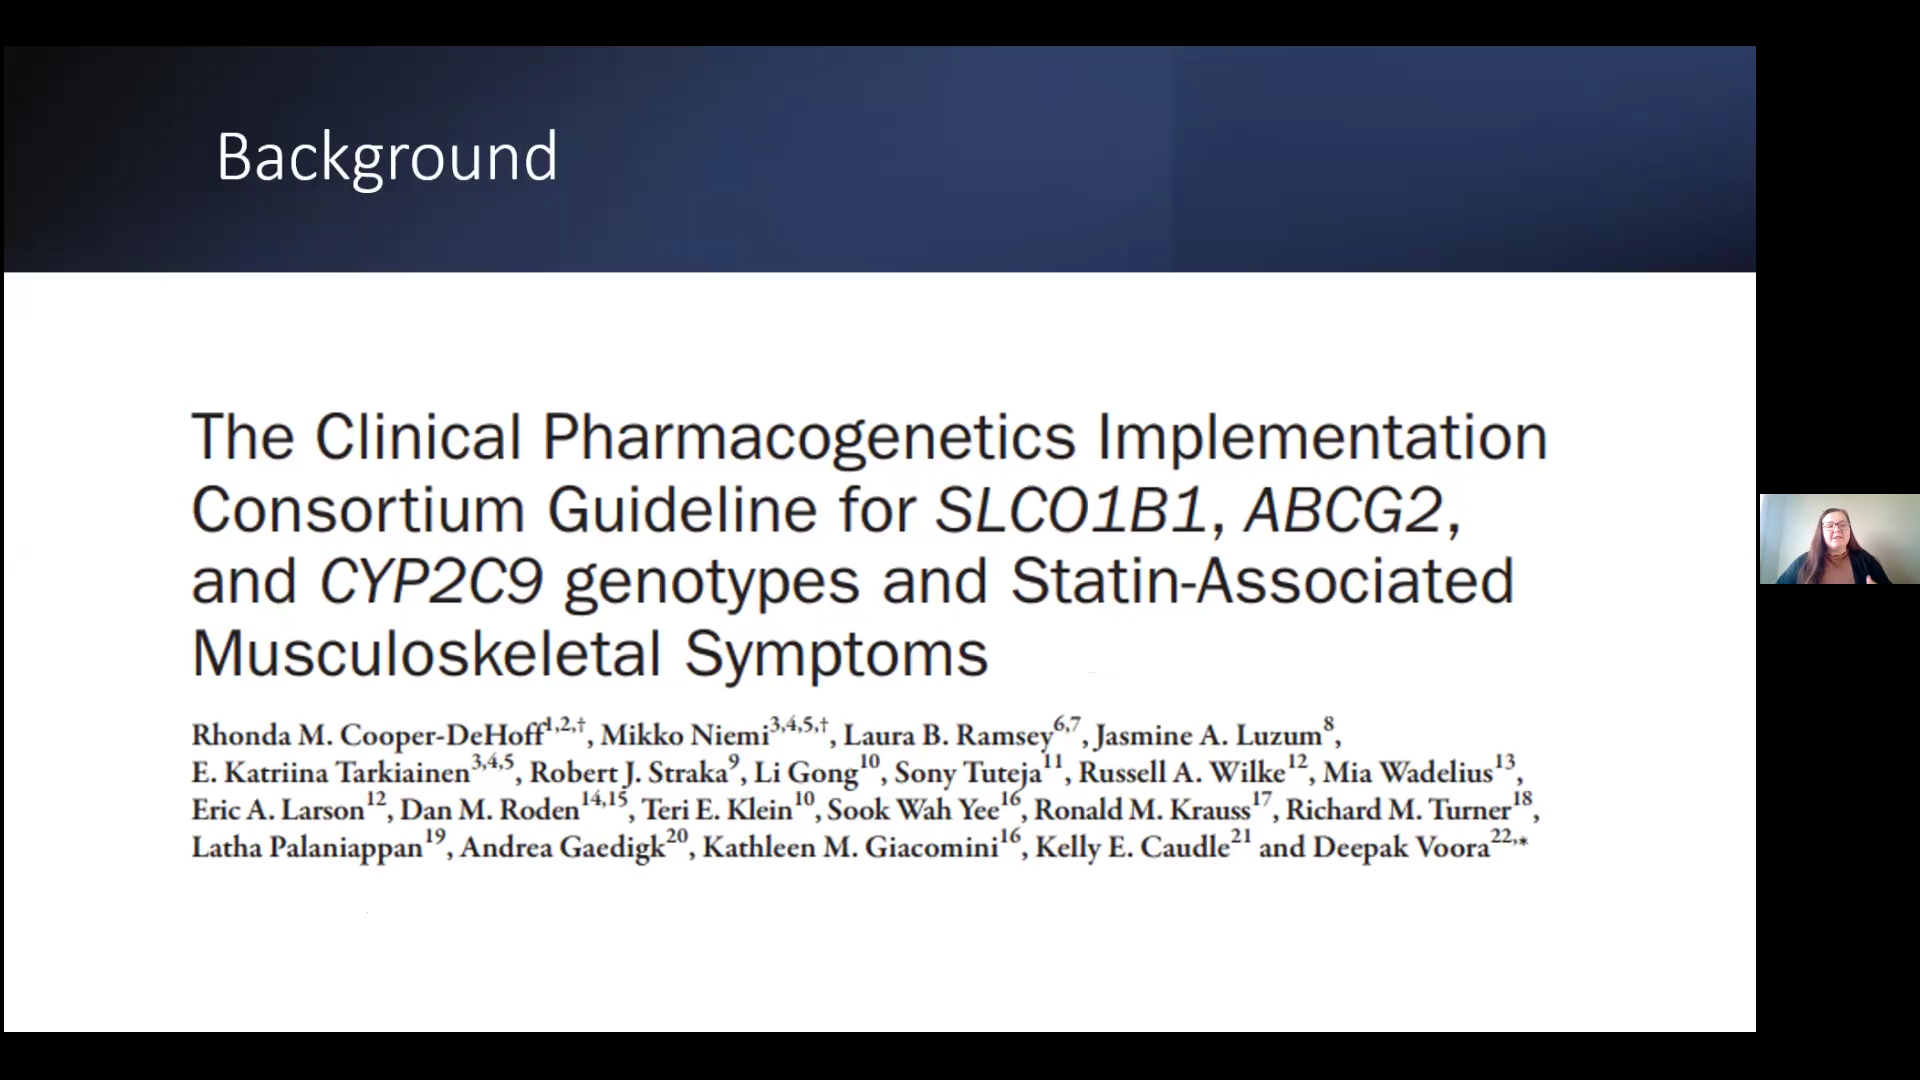 Background
The Clinical Pharmacogenetics Implementation
Consortium Guideline for SLCO1B1, ABCG2,
and CYP2C9 genotypes and Statin-Associated
Musculoskeletal Symptoms
Rhonda M. Cooper-DeHoff1,2,†, Mikko Niemi3,4,5,†, Laura B. Ramsey6,7, Jasmine A. Luzum8,
E. Katriina Tarkiainen3,4,5, Robert J. Straka9, Li Gong10, Sony Tuteja11, Russell A. Wilke12, Mia Wadelius13,
Eric A. Larson12, Dan M. Roden14,15, Teri E. Klein10, Sook Wah Yee16, Ronald M. Krauss17, Richard M. Turner18,
Latha Palaniappan19, Andrea Gaedigk20, Kathleen M. Giacomini16, Kelly E. Caudle21 and Deepak Voora22,*